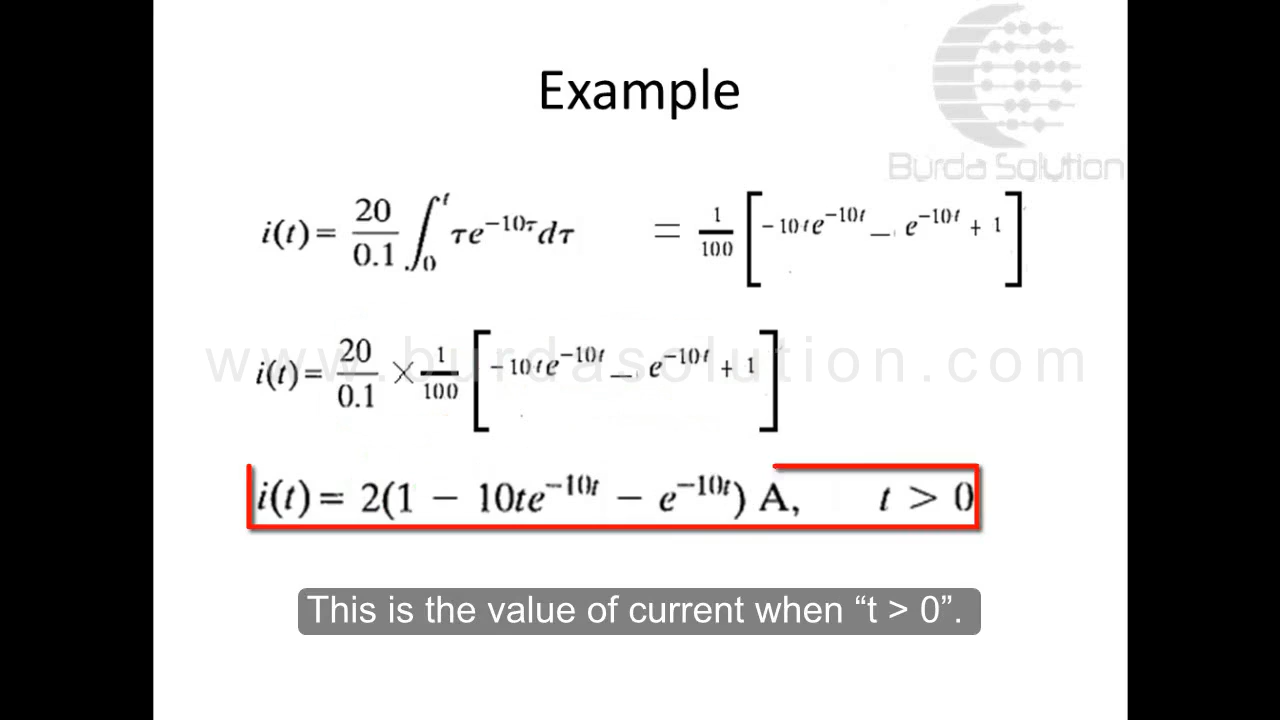 Burda Solution
Example
i(t) = 20/0.1 ∫₀ᵗ τe^−10τ dτ = 1/100 [−10te^−10t − e^−10t + 1]
www.burdasolution.com
i(t) = 20/0.1 × 1/100 [−10te^−10t − e^−10t + 1]
i(t) = 2(1 − 10te^−10t − e^−10t) A, t > 0
This is the value of current when “t > 0”.